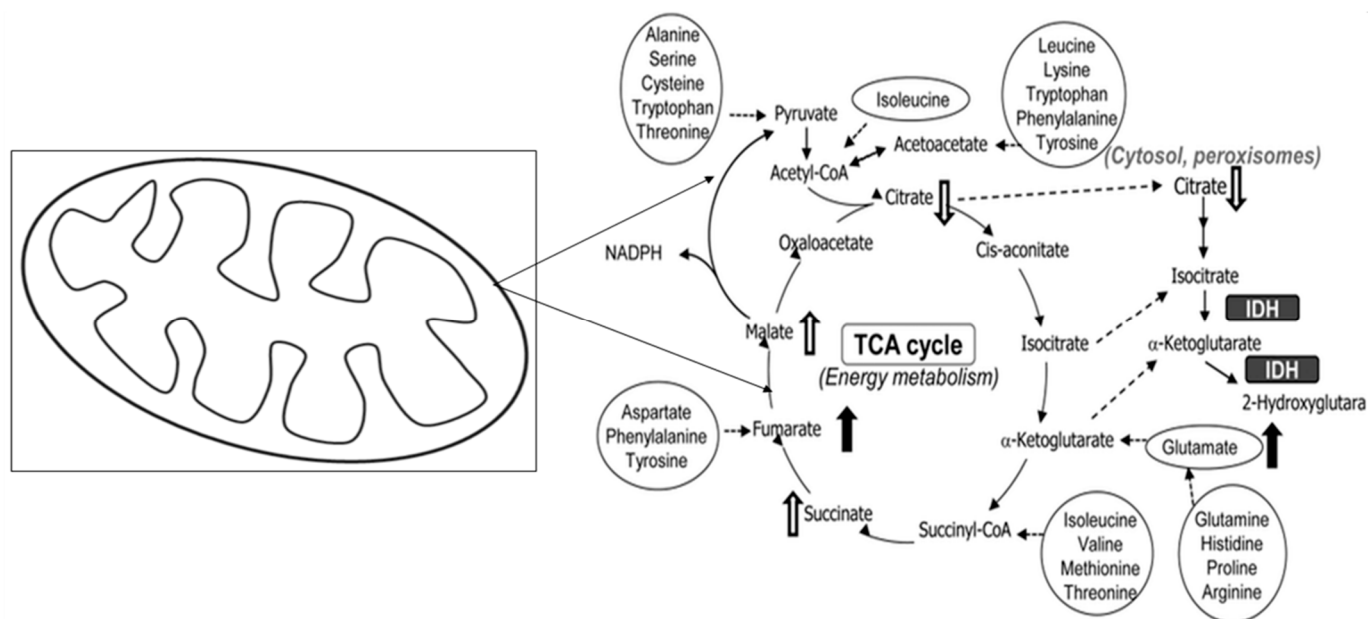 Alanine
Serine
Cysteine
Tryptophan
Threonine
Pyruvate
Isoleucine
Leucine
Lysine
Tryptophan
Phenylalanine
Tyrosine
Acetoacetate
Acetyl-CoA
(Cytosol, peroxisomes)
Citrate
Citrate
Oxaloacetate
Cis-aconitate
NADPH
Isocitrate
IDH
Malate
TCA cycle
(Energy metabolism)
Isocitrate
α-Ketoglutarate
IDH
2-Hydroxyglutara
Aspartate
Phenylalanine
Tyrosine
Fumarate
α-Ketoglutarate
Glutamate
Succinate
Succinyl-CoA
Isoleucine
Valine
Methionine
Threonine
Glutamine
Histidine
Proline
Arginine